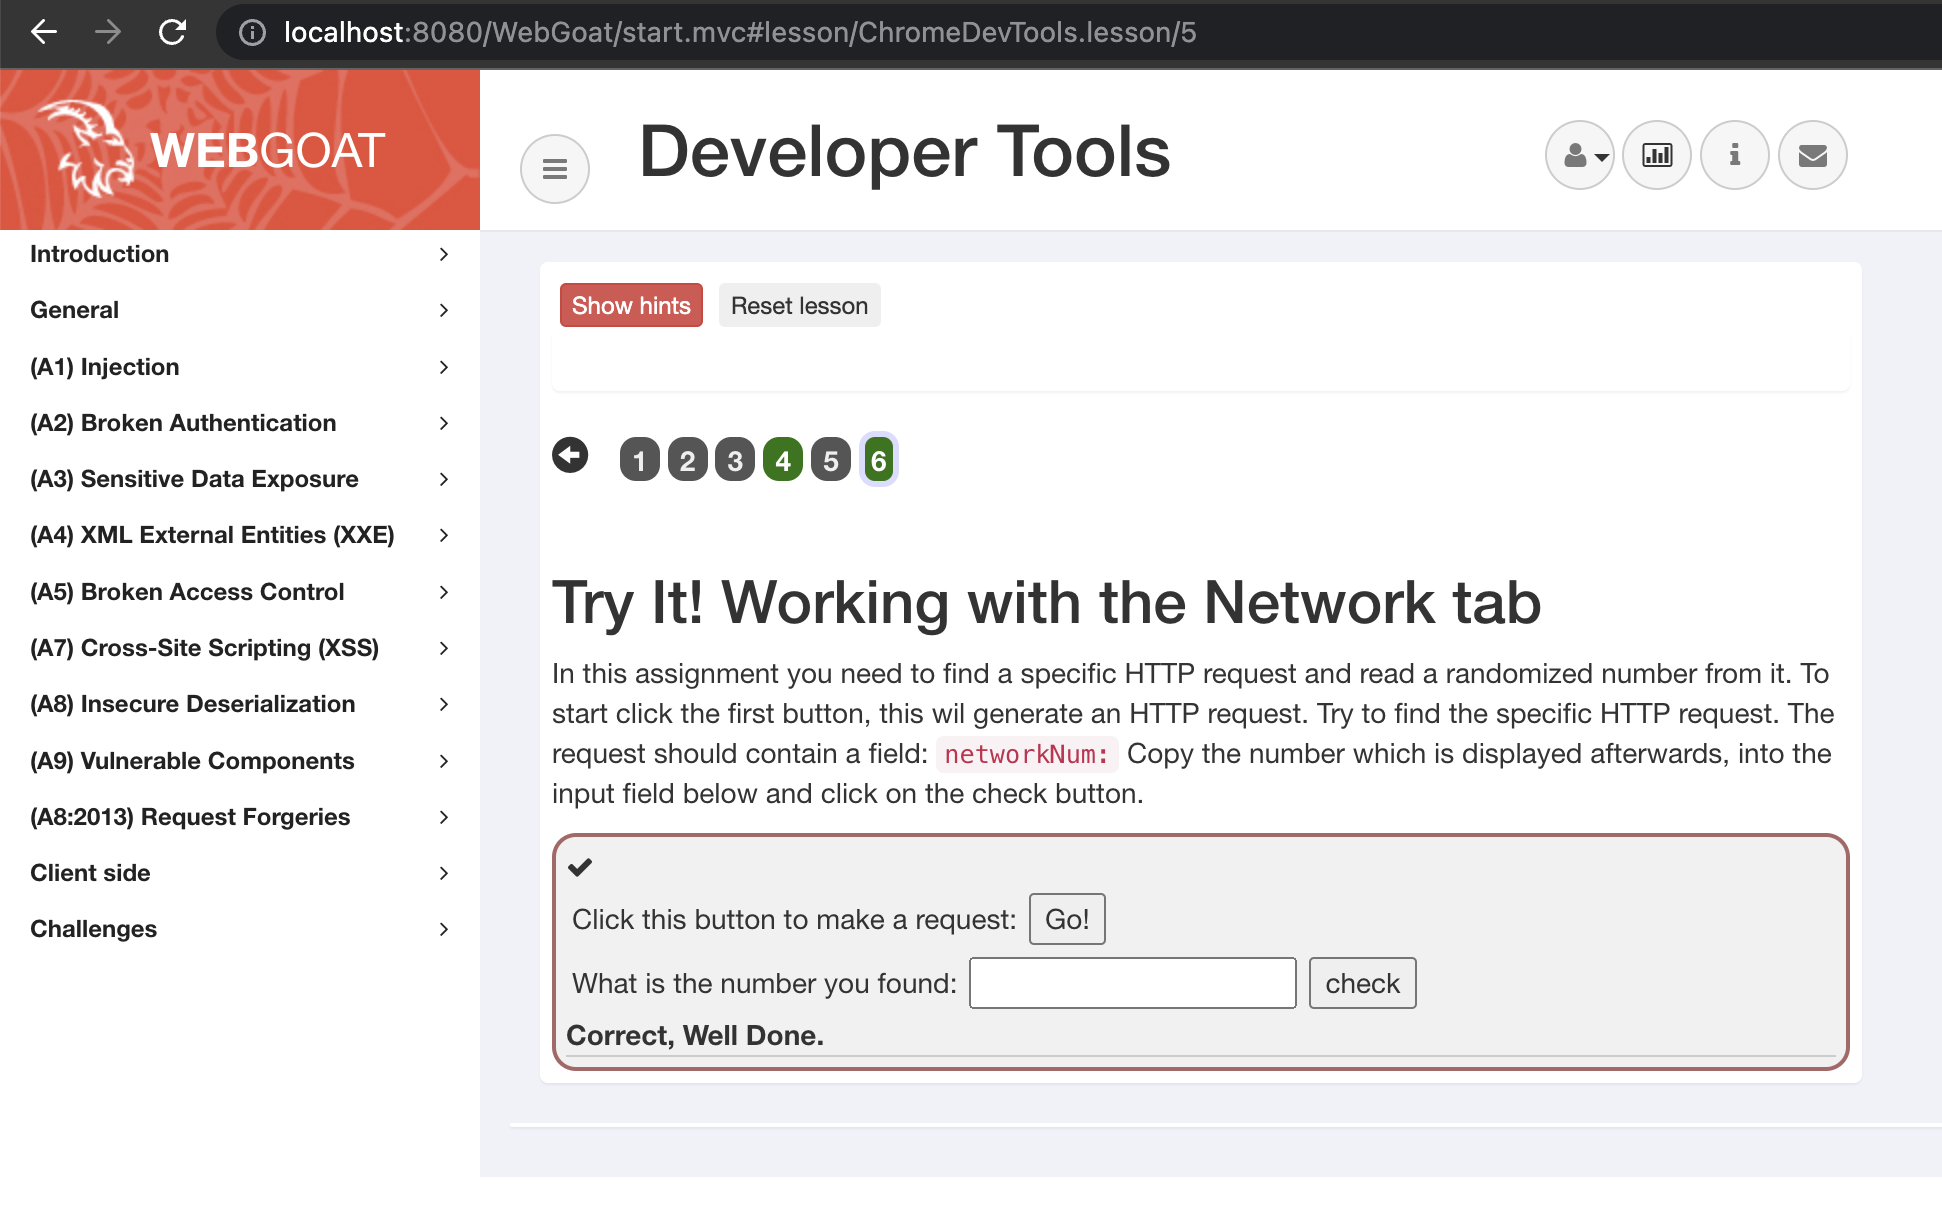 localhost:8080/WebGoat/start.mvc#lesson/ChromeDevTools.lesson/5
WEBGOAT
Developer Tools
Introduction
General
(A1) Injection
(A2) Broken Authentication
(A3) Sensitive Data Exposure
(A4) XML External Entities (XXE)
(A5) Broken Access Control
(A7) Cross-Site Scripting (XSS)
(A8) Insecure Deserialization
(A9) Vulnerable Components
(A8:2013) Request Forgeries
Client side
Challenges
Show hints Reset lesson
1 2 3 4 5 6
Try It! Working with the Network tab
In this assignment you need to find a specific HTTP request and read a randomized number from it. To
start click the first button, this wil generate an HTTP request. Try to find the specific HTTP request. The
request should contain a field: networkNum: Copy the number which is displayed afterwards, into the
input field below and click on the check button.
Click this button to make a request: Go!
What is the number you found: check
Correct, Well Done.